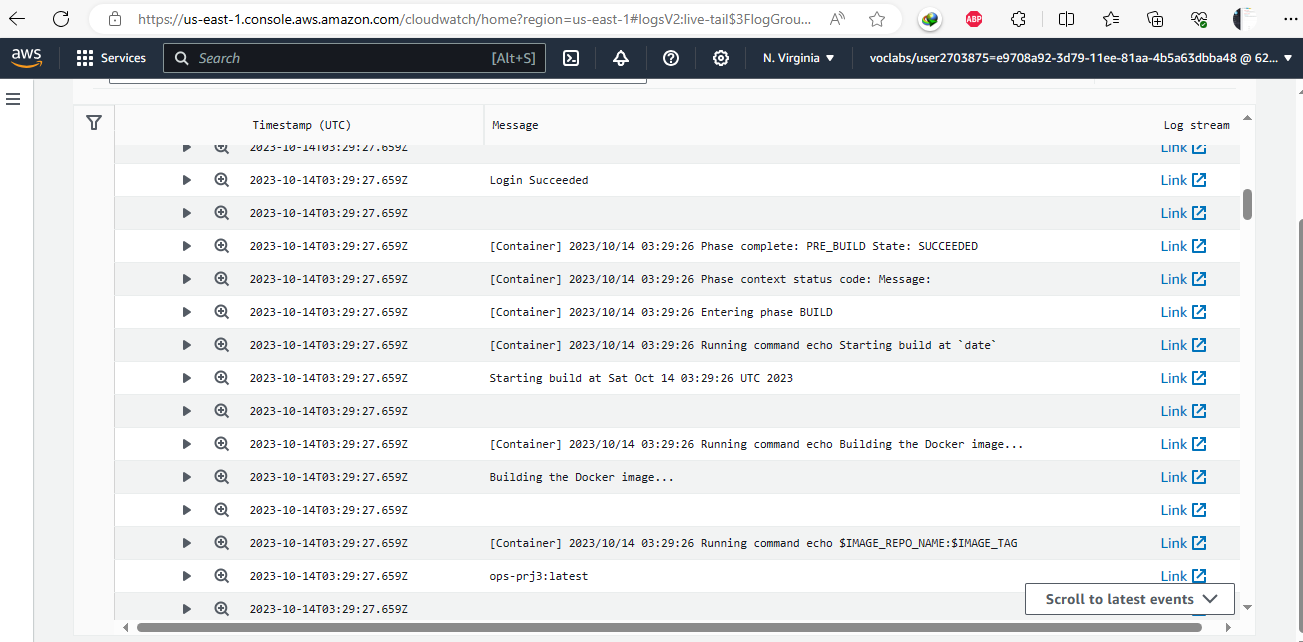 https://us-east-1.console.aws.amazon.com/cloudwatch/home?region=us-east-1#logsV2:live-tail$3FlogGrou...
A))
ABP
aws
Services
Search
[Alt+S]
N. Virginia
voclabs/user2703875=e9708a92-3d79-11ee-81aa-4b5a63dbba48 @ 62...
Timestamp (UTC) Message Log stream
2023-10-14T03:29:27.659Z Link
2023-10-14T03:29:27.659Z Login Succeeded Link
2023-10-14T03:29:27.659Z Link
2023-10-14T03:29:27.659Z [Container] 2023/10/14 03:29:26 Phase complete: PRE_BUILD State: SUCCEEDED Link
2023-10-14T03:29:27.659Z [Container] 2023/10/14 03:29:26 Phase context status code: Message: Link
2023-10-14T03:29:27.659Z [Container] 2023/10/14 03:29:26 Entering phase BUILD Link
2023-10-14T03:29:27.659Z [Container] 2023/10/14 03:29:26 Running command echo Starting build at `date` Link
2023-10-14T03:29:27.659Z Starting build at Sat Oct 14 03:29:26 UTC 2023 Link
2023-10-14T03:29:27.659Z Link
2023-10-14T03:29:27.659Z [Container] 2023/10/14 03:29:26 Running command echo Building the Docker image... Link
2023-10-14T03:29:27.659Z Building the Docker image... Link
2023-10-14T03:29:27.659Z Link
2023-10-14T03:29:27.659Z [Container] 2023/10/14 03:29:26 Running command echo $IMAGE_REPO_NAME:$IMAGE_TAG Link
2023-10-14T03:29:27.659Z ops-prj3:latest Link
2023-10-14T03:29:27.659Z
Scroll to latest events